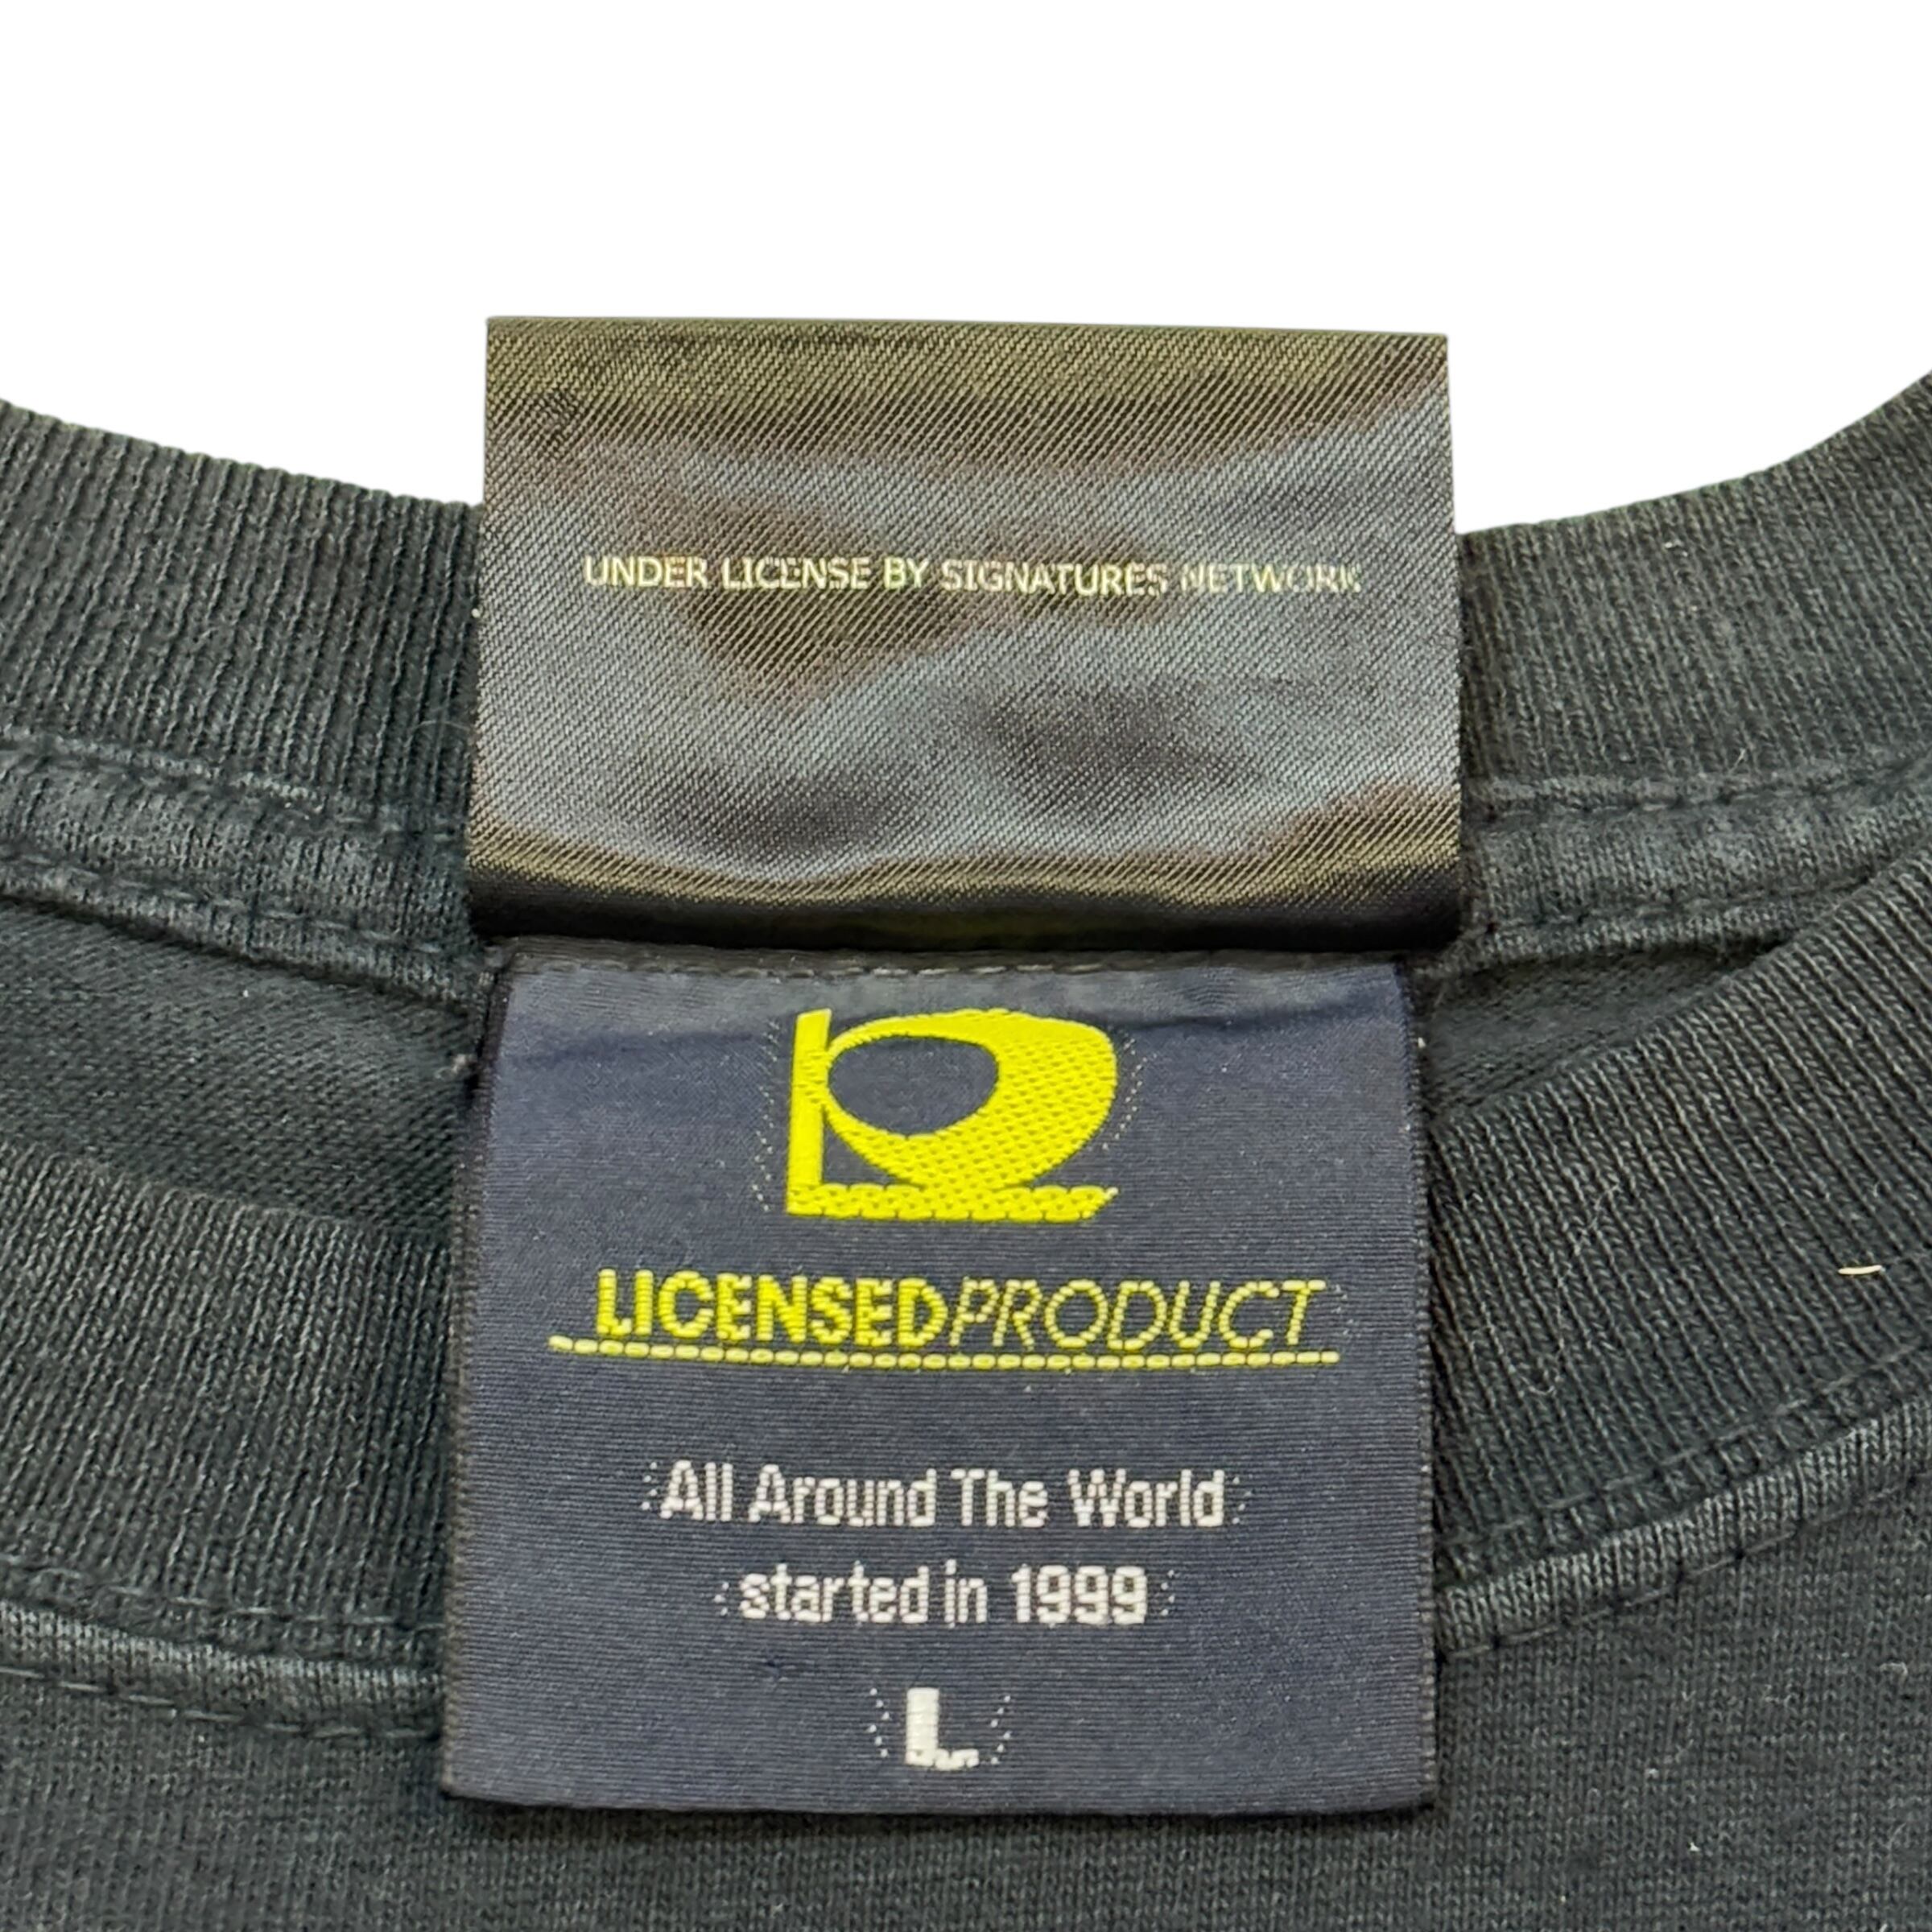 UNDER LICENSE BY SIGNATURES NETWORK
LICENSEDPRODUCT
All Around The World
started in 1999
L